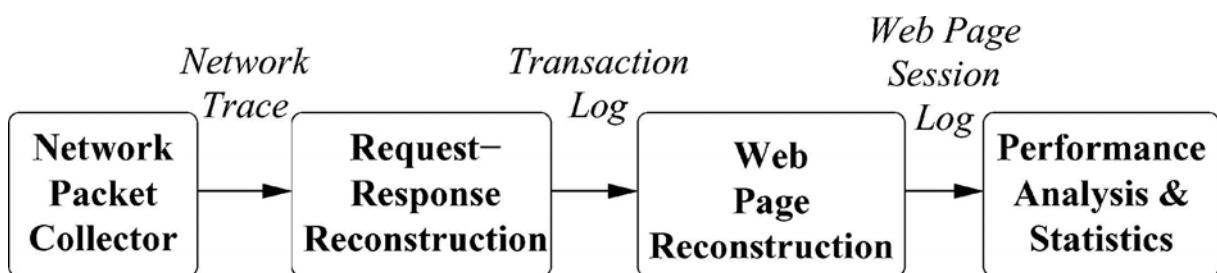 Network
Trace
Transaction
Log
Web Page
Session
Log
Network
Packet
Collector
Request−
Response
Reconstruction
Web
Page
Reconstruction
Performance
Analysis &
Statistics